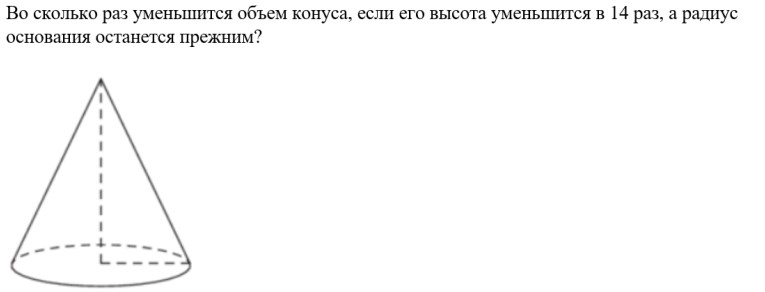 Во сколько раз уменьшится объем конуса, если его высота уменьшится в 14 раз, а радиус
основания останется прежним?